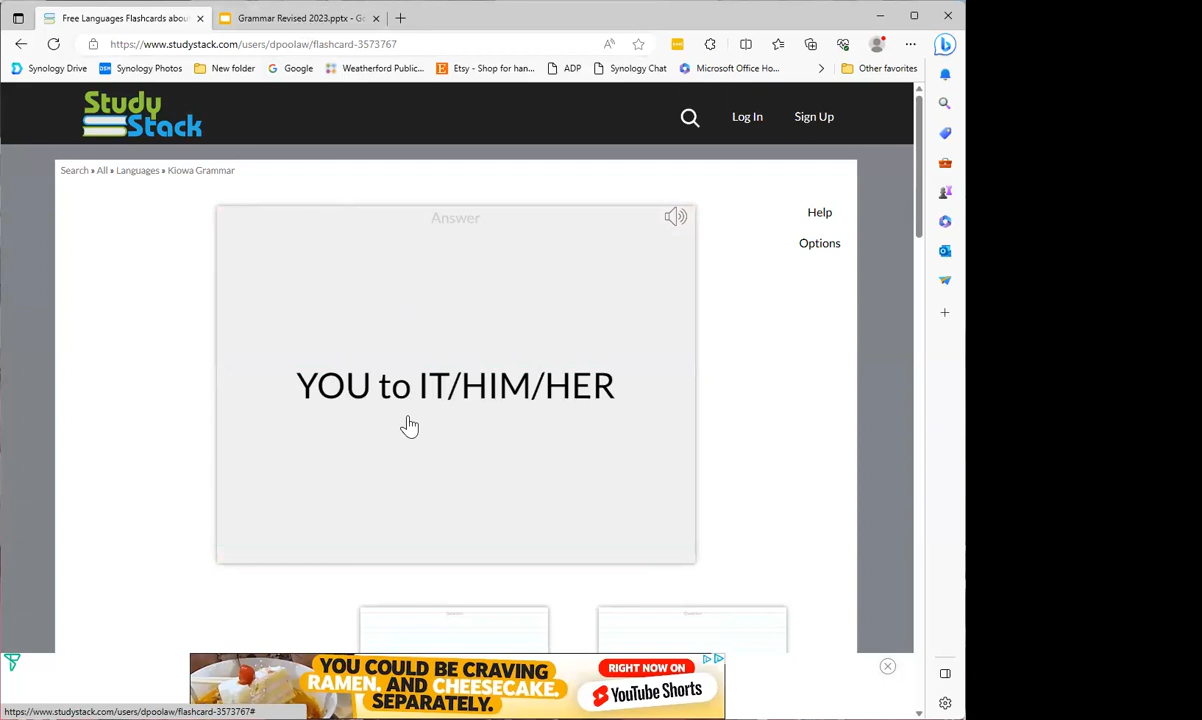 Free Languages Flashcards abou
Grammar Revised 2023.pptx - G
https://www.studystack.com/users/dpoolaw/flashcard-3573767
Synology Drive
Synology Photos
New folder
Google
Weatherford Public...
Etsy - Shop for han...
ADP
Synology Chat
Microsoft Office Ho...
Other favorites
Study
Stack
Log In
Sign Up
Search » All » Languages » Kiowa Grammar
Help
Options
Answer
YOU to IT/HIM/HER
Question
Question
YOU COULD BE CRAVING
RAMEN. AND CHEESECAKE.
SEPARATELY.
RIGHT NOW ON
YouTube Shorts
https://www.studystack.com/users/dpoolaw/flashcard-3573767#